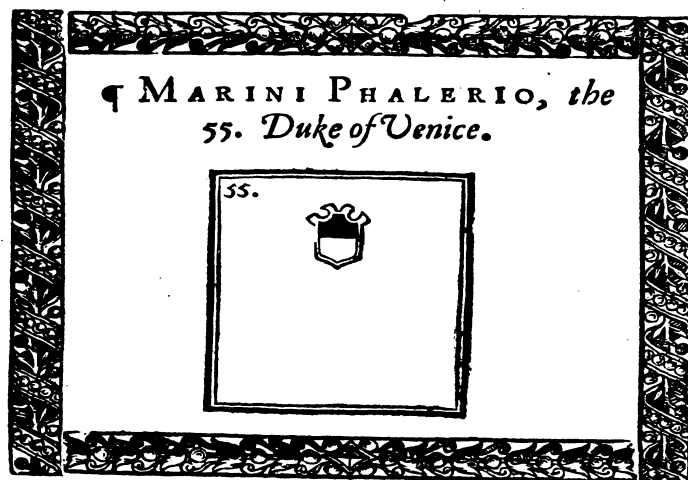 ¶ MARINI PHALERIO, the
55. Duke of Venice.
55.